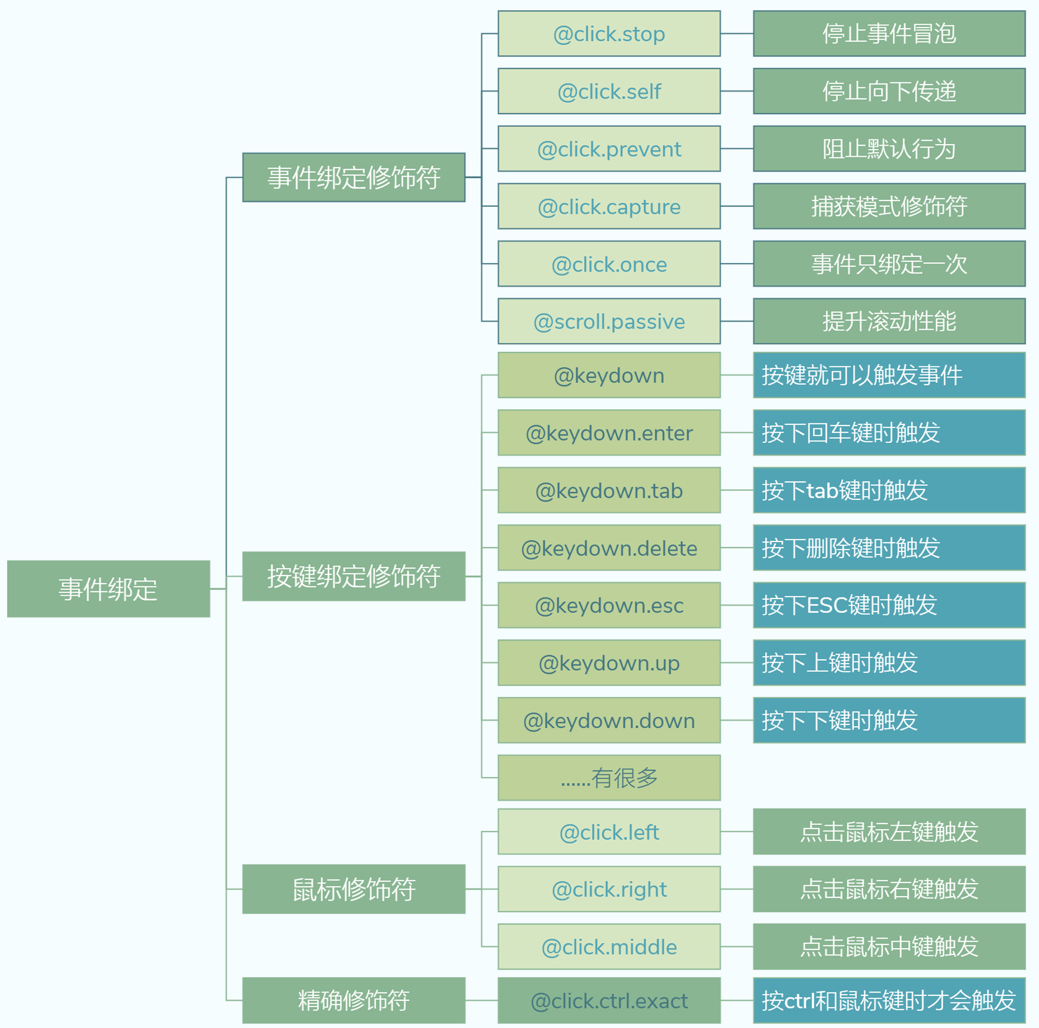 事件绑定
事件绑定修饰符
@click.stop
停止事件冒泡
@click.self
停止向下传递
@click.prevent
阻止默认行为
@click.capture
捕获模式修饰符
@click.once
事件只绑定一次
@scroll.passive
提升滚动性能
按键绑定修饰符
@keydown
按键就可以触发事件
@keydown.enter
按下回车键时触发
@keydown.tab
按下tab键时触发
@keydown.delete
按下删除键时触发
@keydown.esc
按下ESC键时触发
@keydown.up
按下上键时触发
@keydown.down
按下下键时触发
......有很多
鼠标修饰符
@click.left
点击鼠标左键触发
@click.right
点击鼠标右键触发
@click.middle
点击鼠标中键触发
精确修饰符
@click.ctrl.exact
按ctrl和鼠标键时才会触发